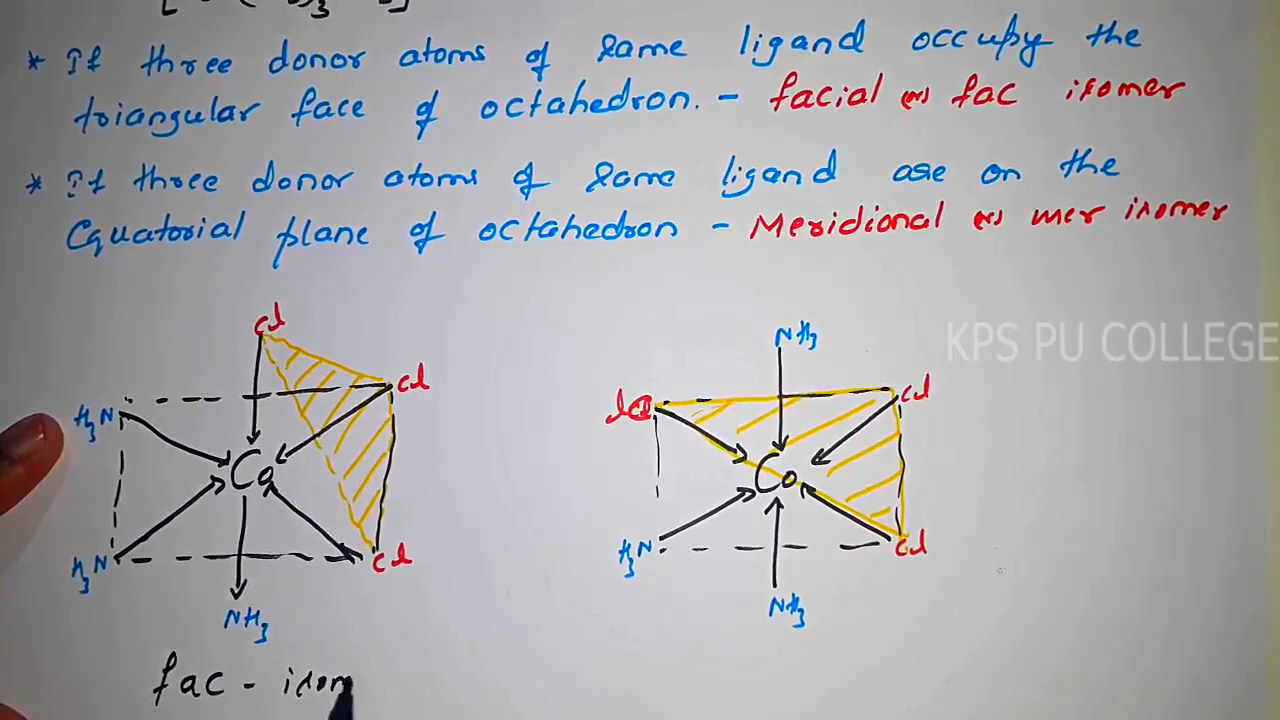 * If three donor atoms of same ligand occupy the
triangular face of octahedron. - facial or fac isomer
* If three donor atoms of same ligand are on the
Equatorial plane of octahedron - Meridional or mer isomer
KPS PU COLLEGE
Cl
Cl
H3N
Co
H3N
Cl
NH3
NH3
Cl
Cl
Co
H3N
Cl
NH3
fac - isom